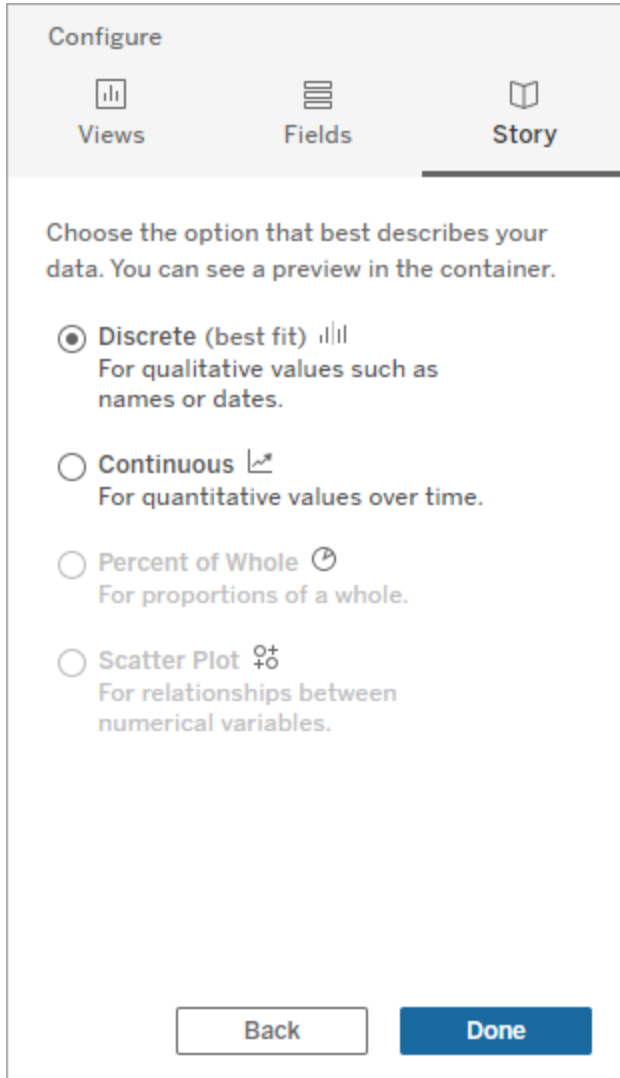 Configure
Views Fields Story
Choose the option that best describes your
data. You can see a preview in the container.
Discrete (best fit)
For qualitative values such as
names or dates.
Continuous
For quantitative values over time.
Percent of Whole
For proportions of a whole.
Scatter Plot
For relationships between
numerical variables.
Back Done